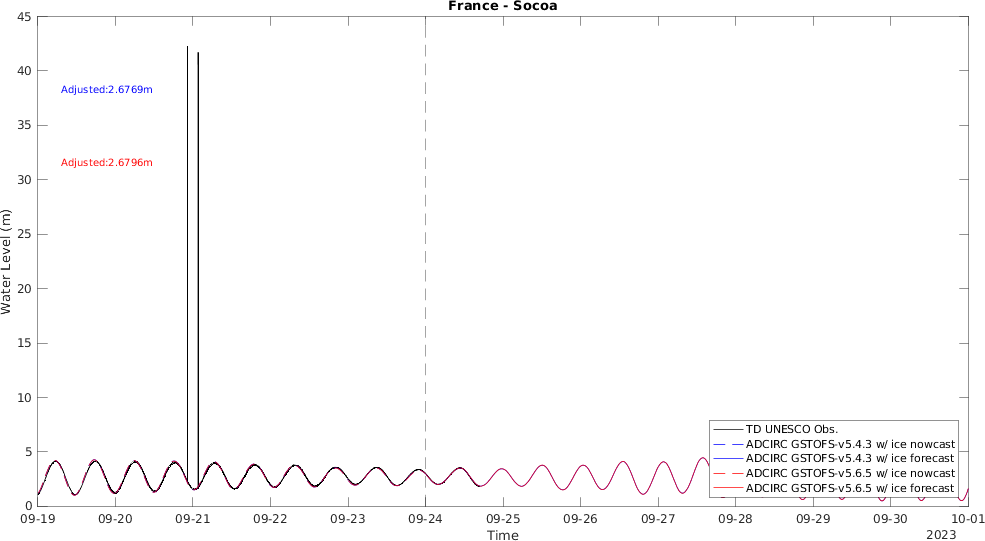 France - Socoa
Water Level (m)
45
40
35
30
25
20
15
10
5
0
Adjusted:2.6769m
Adjusted:2.6796m
TD UNESCO Obs.
ADCIRC GSTOFS-v5.4.3 w/ ice nowcast
ADCIRC GSTOFS-v5.4.3 w/ ice forecast
ADCIRC GSTOFS-v5.6.5 w/ ice nowcast
ADCIRC GSTOFS-v5.6.5 w/ ice forecast
09-19 09-20 09-21 09-22 09-23 09-24 09-25 09-26 09-27 09-28 09-29 09-30 10-01
Time
2023